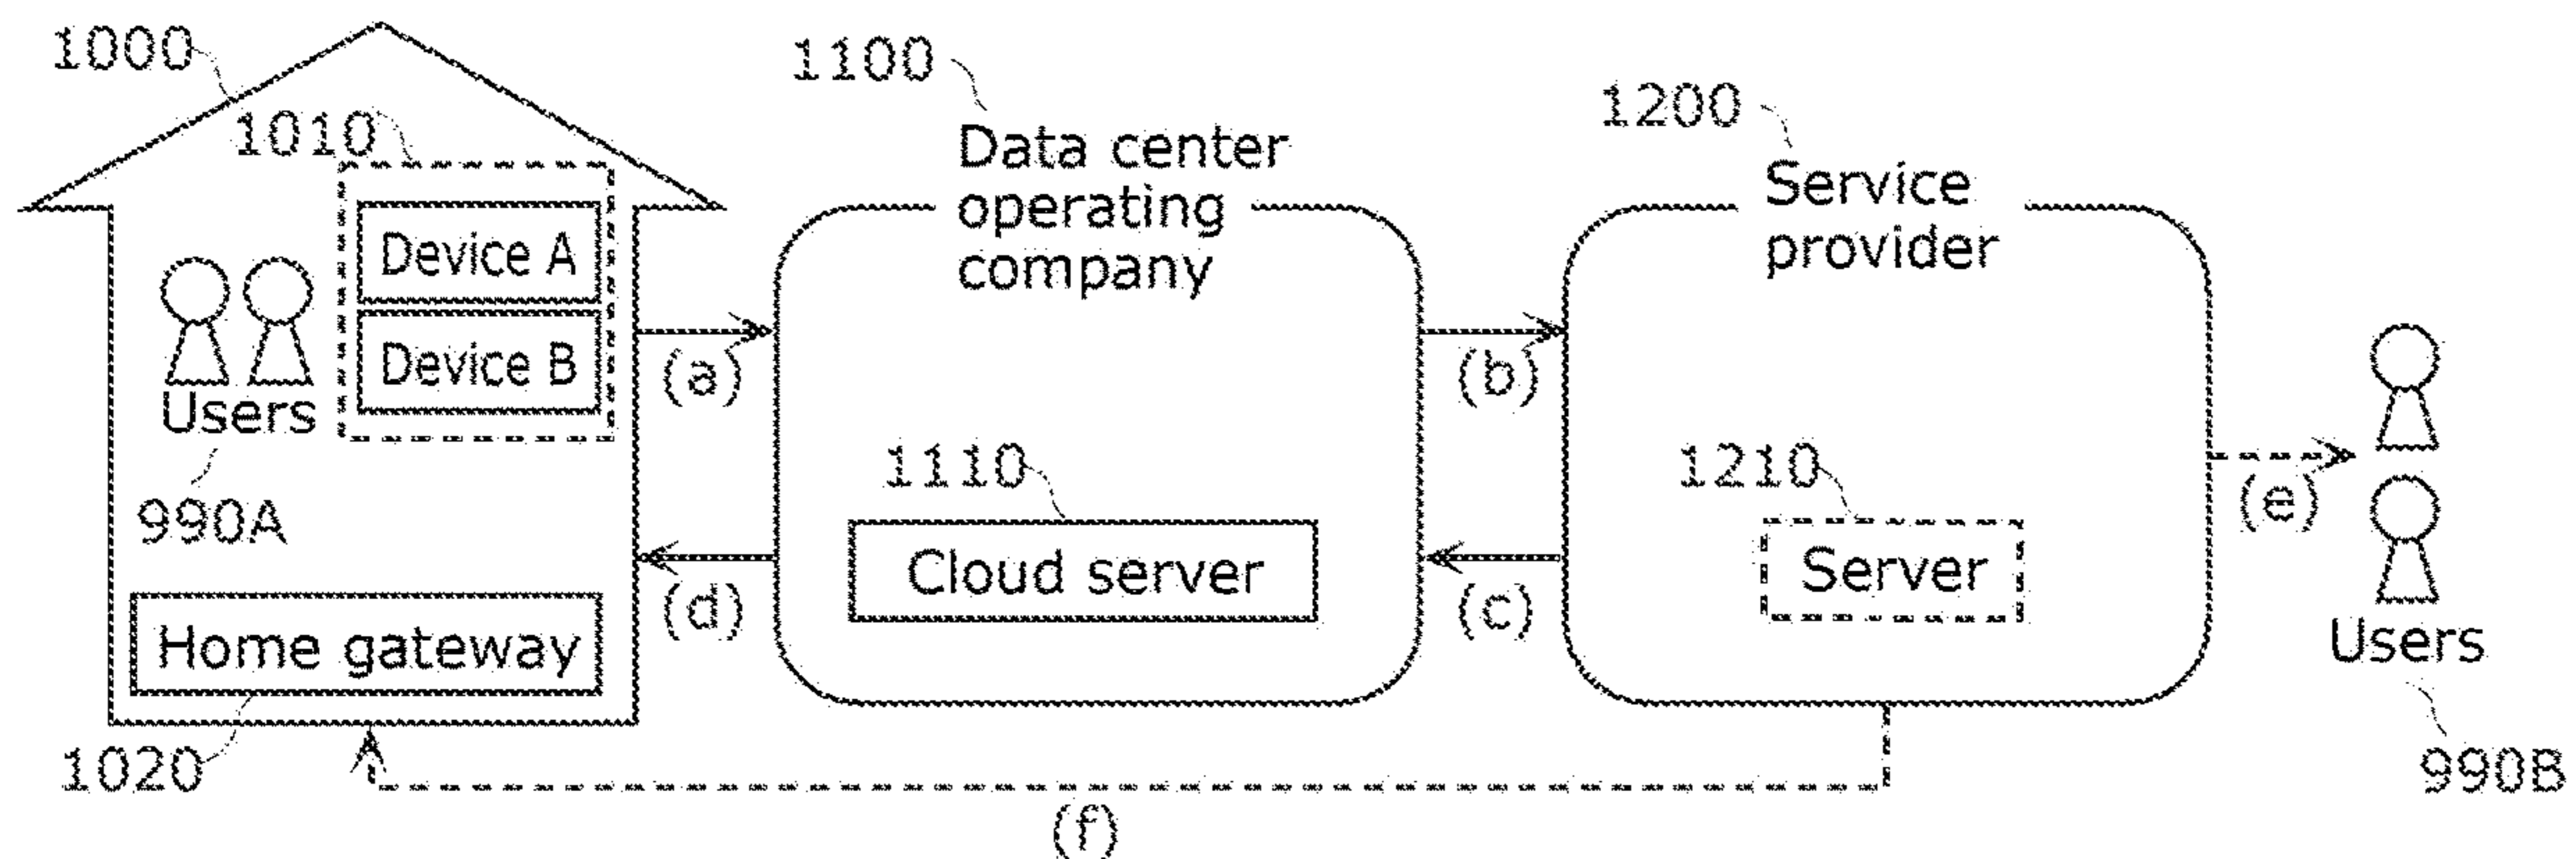 1000
1010
Device A
Device B
Users
990A
Home gateway
1020
(a)
(d)
1100
Data center
operating
company
1110
Cloud server
(b)
(c)
1200
Service
provider
1210
Server
(e)
Users
990B
(f)